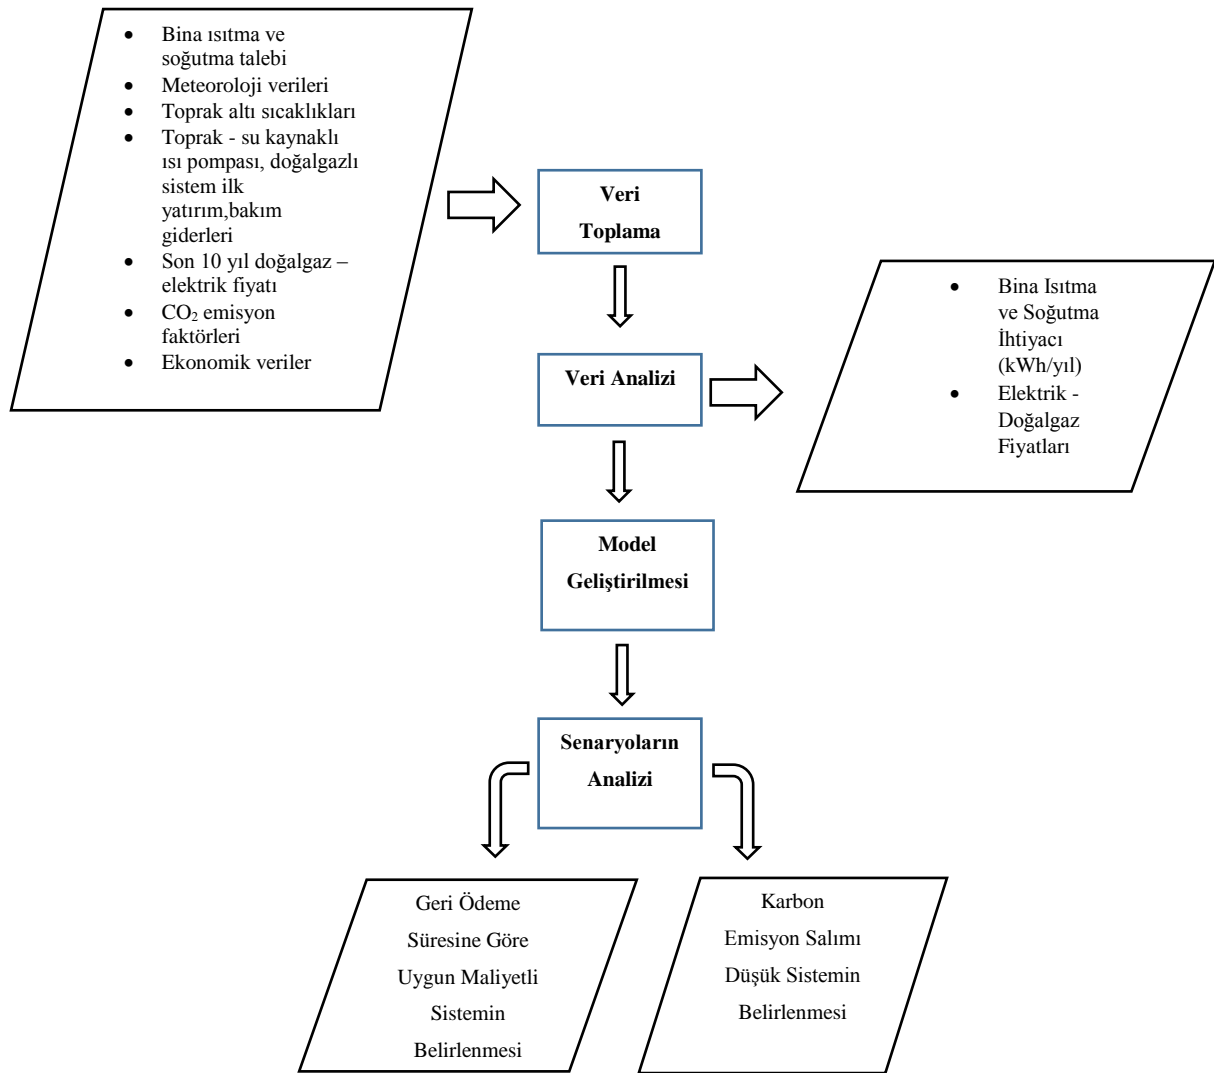 • Bina ısıtma ve
soğutma talebi
• Meteoroloji verileri
• Toprak altı sıcaklıkları
• Toprak - su kaynaklı
ısı pompası, doğalgazlı
sistem ilk
yatırım,bakım
giderleri
• Son 10 yıl doğalgaz –
elektrik fiyatı
• CO₂ emisyon
faktörleri
• Ekonomik veriler
Veri
Toplama
Veri Analizi
• Bina Isıtma
ve Soğutma
İhtiyacı
(kWh/yıl)
• Elektrik -
Doğalgaz
Fiyatları
Model
Geliştirilmesi
Senaryoların
Analizi
Geri Ödeme
Süresine Göre
Uygun Maliyetli
Sistemin
Belirlenmesi
Karbon
Emisyon Salımı
Düşük Sistemin
Belirlenmesi